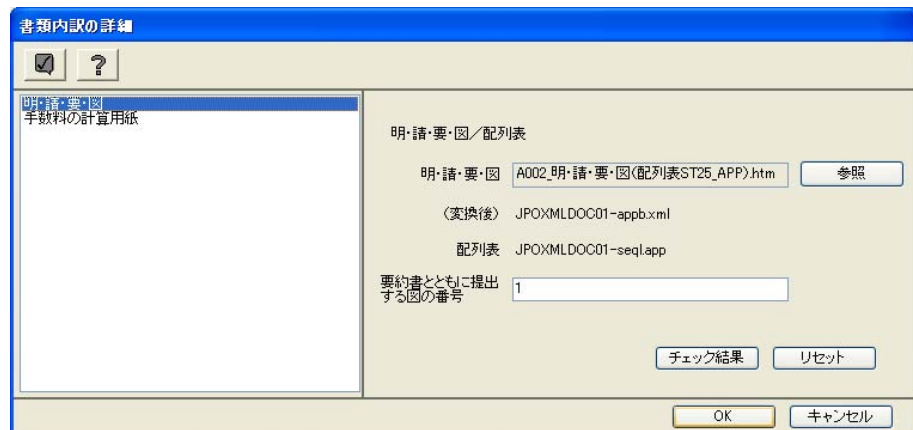 書類内訳の詳細
?
明・請・要・図
手数料の計算用紙
明・請・要・図／配列表
明・請・要・図 A002_明・請・要・図(配列表ST25_APP).htm 参照
(変換後) JPOXMLDOC01-appb.xml
配列表 JPOXMLDOC01-seql.app
要約書とともに提出
する図の番号 1
チェック結果 リセット
OK キャンセル